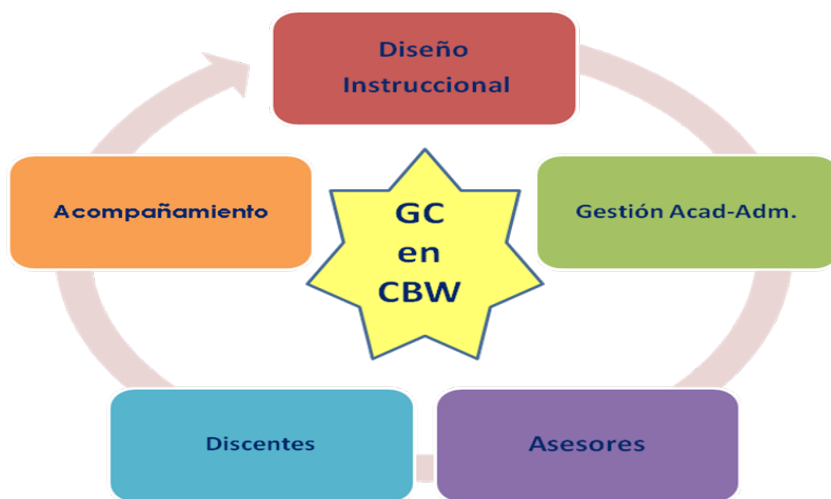 Diseño
Instruccional
Acompañamiento
GC
en
CBW
Gestión Acad-Adm.
Discentes
Asesores